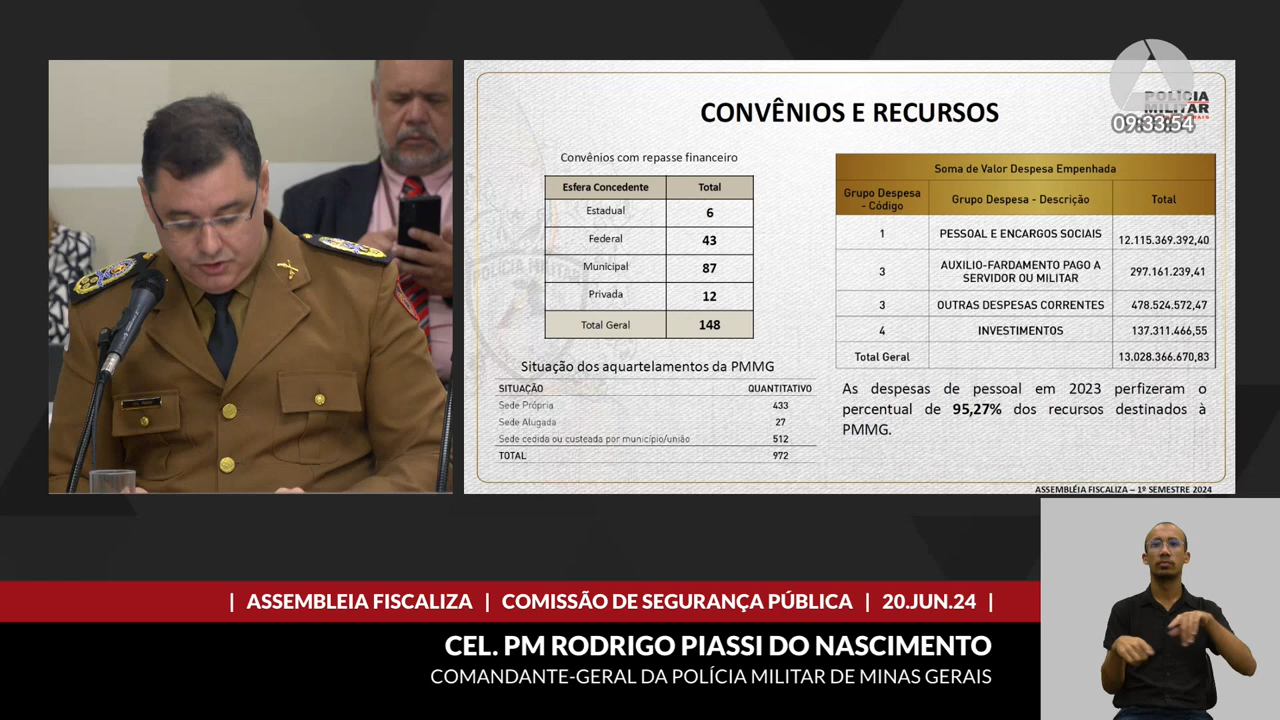 CONVÊNIOS E RECURSOS
POLÍCIA
MILITAR
09:33:54
Convênios com repasse financeiro
Esfera Concedente Total
Estadual 6
Federal 43
Municipal 87
Privada 12
Total Geral 148
Situação dos aquartelamentos da PMMG
SITUAÇÃO QUANTITATIVO
Sede Própria 433
Sede Alugada 27
Sede cedida ou custeada por município/união 512
TOTAL 972
Soma de Valor Despesa Empenhada
Grupo Despesa
- Código
Grupo Despesa - Descrição
Total
1 PESSOAL E ENCARGOS SOCIAIS 12.115.369.392,40
3 AUXILIO-FARDAMENTO PAGO A
SERVIDOR OU MILITAR 297.161.239,41
3 OUTRAS DESPESAS CORRENTES 478.524.572,47
4 INVESTIMENTOS 137.311.466,55
Total Geral 13.028.366.670,83
As despesas de pessoal em 2023 perfizeram o
percentual de 95,27% dos recursos destinados à
PMMG.
ASSEMBLÉIA FISCALIZA – 1º SEMESTRE 2024
| ASSEMBLEIA FISCALIZA | COMISSÃO DE SEGURANÇA PÚBLICA | 20.JUN.24 |
CEL. PM RODRIGO PIASSI DO NASCIMENTO
COMANDANTE-GERAL DA POLÍCIA MILITAR DE MINAS GERAIS